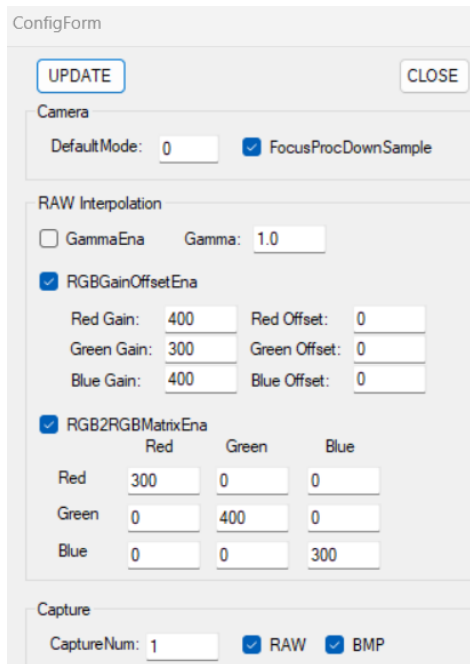 ConfigForm
UPDATE CLOSE
Camera
DefaultMode: 0 FocusProcDownSample
RAW Interpolation
GammaEna Gamma: 1.0
RGBGainOffsetEna
Red Gain: 400 Red Offset: 0
Green Gain: 300 Green Offset: 0
Blue Gain: 400 Blue Offset: 0
RGB2RGBMatrixEna
Red Green Blue
Red 300 0 0
Green 0 400 0
Blue 0 0 300
Capture
CaptureNum: 1 RAW BMP